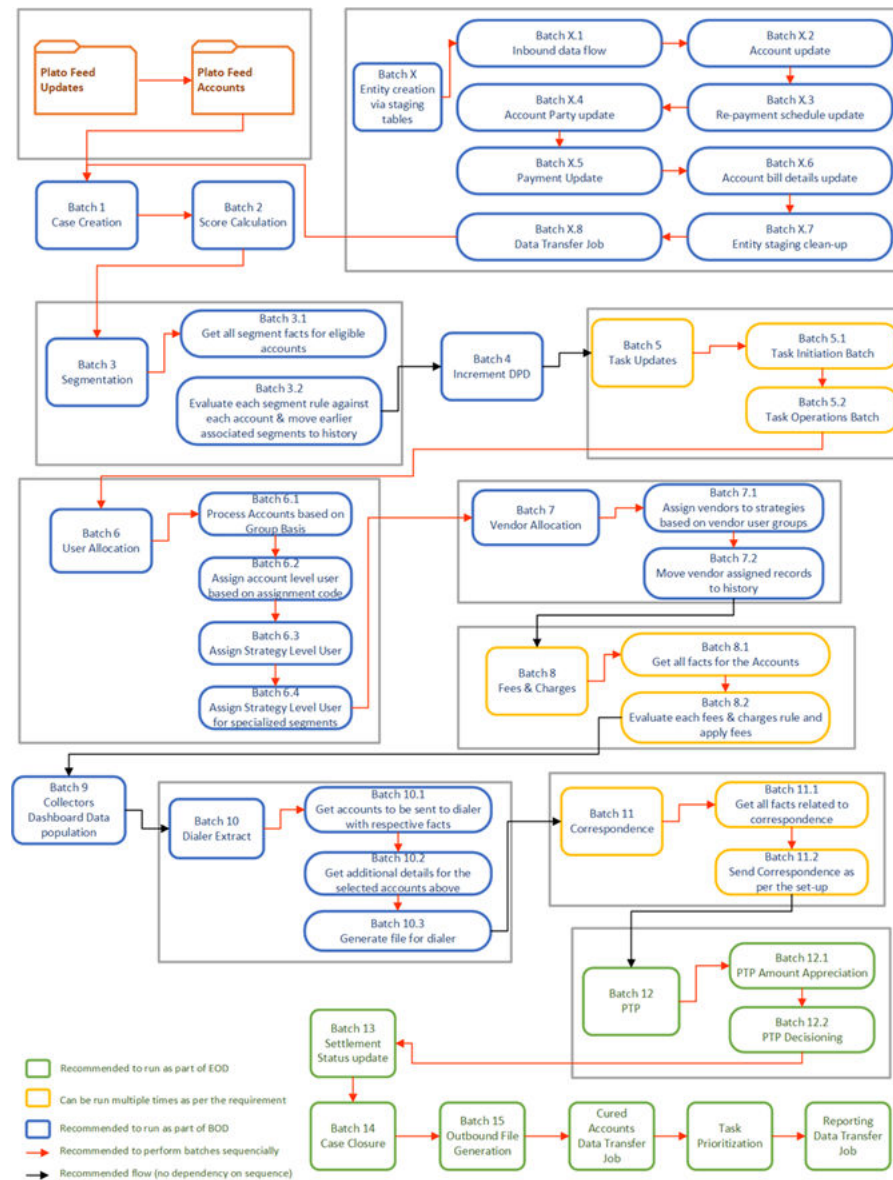 Plato Feed
Updates
Plato Feed
Accounts
Batch X
Entity creation
via staging
tables
Batch X.1
Inbound data flow
Batch X.2
Account update
Batch X.4
Account Party update
Batch X.3
Re-payment schedule update
Batch X.5
Payment Update
Batch X.6
Account bill details update
Batch X.8
Data Transfer Job
Batch X.7
Entity staging clean-up
Batch 1
Case Creation
Batch 2
Score Calculation
Batch 3
Segmentation
Batch 3.1
Get all segment facts for eligible
accounts
Batch 3.2
Evaluate each segment rule against
each account & move earlier
associated segments to history
Batch 4
Increment DPD
Batch 5
Task Updates
Batch 5.1
Task Initiation Batch
Batch 5.2
Task Operations Batch
Batch 6
User Allocation
Batch 6.1
Process Accounts based on
Group Basis
Batch 6.2
Assign account level user
based on assignment code
Batch 6.3
Assign Strategy Level User
Batch 6.4
Assign Strategy Level User
for specialized segments
Batch 7
Vendor Allocation
Batch 7.1
Assign vendors to strategies
based on vendor user groups
Batch 7.2
Move vendor assigned records
to history
Batch 8
Fees & Charges
Batch 8.1
Get all facts for the Accounts
Batch 8.2
Evaluate each fees & charges rule and
apply fees
Batch 9
Collectors
Dashboard Data
population
Batch 10
Dialer Extract
Batch 10.1
Get accounts to be sent to dialer
with respective facts
Batch 10.2
Get additional details for the
selected accounts above
Batch 10.3
Generate file for dialer
Batch 11
Correspondence
Batch 11.1
Get all facts related to
correspondence
Batch 11.2
Send Correspondence as
per the set-up
Batch 12
PTP
Batch 12.1
PTP Amount Appreciation
Batch 12.2
PTP Decisioning
Batch 13
Settlement
Status update
Batch 14
Case Closure
Batch 15
Outbound File
Generation
Cured
Accounts
Data Transfer
Job
Task
Prioritization
Reporting
Data Transfer
Job
Recommended to run as part of EOD
Can be run multiple times as per the requirement
Recommended to run as part of BOD
Recommended to perform batches sequencially
Recommended flow (no dependency on sequence)